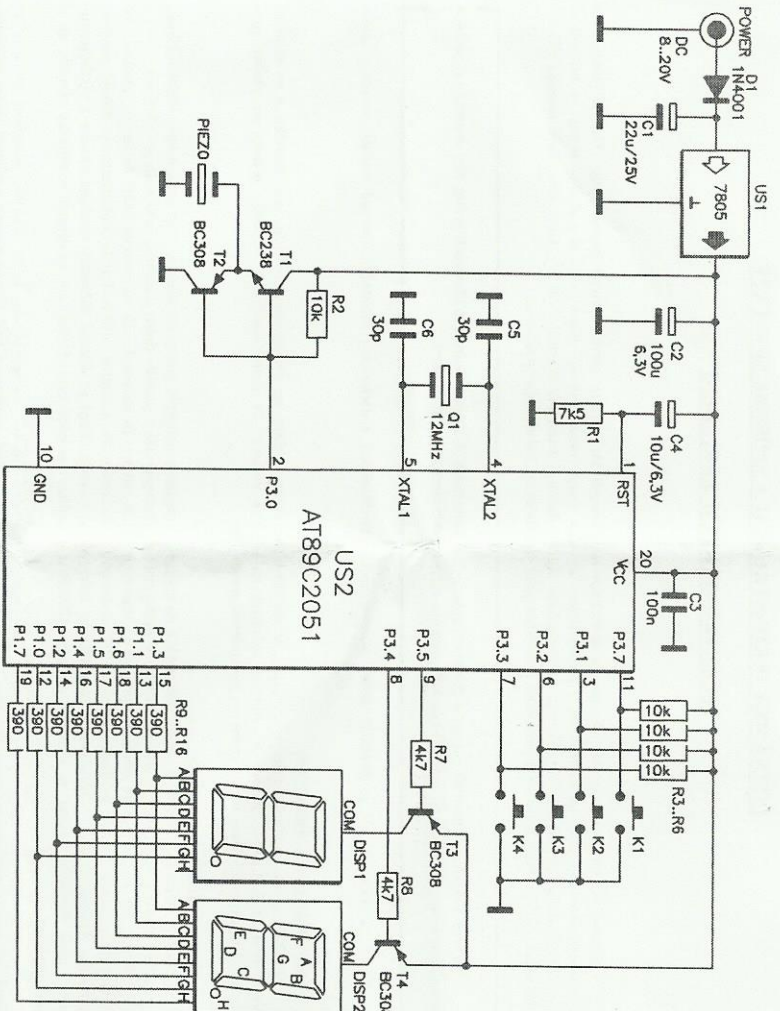 POWER
DC
8..20V
D1
1N4001
C1
22u/25V
US1
7805
C2
100u
6,3V
C4
10u/6,3V
7k5
R1
C3
100n
PIEZO
T2
BC308
T1
BC238
R2
10k
C6
30p
C5
30p
Q1
12MHz
10
GND
2
P3.0
5
XTAL1
4
XTAL2
1
RST
20
VCC
US2
AT89C2051
P3.7
11
P3.1
3
P3.2
6
P3.3
7
P3.5
9
P3.4
8
P1.3
15
P1.1
13
P1.6
18
P1.5
17
P1.4
16
P1.2
14
P1.0
12
P1.7
19
10k
10k
10k
10k
R3..R6
K1
K2
K3
K4
R7
4k7
T3
BC308
R8
4k7
T4
R9..R16
390
390
390
390
390
390
390
390
ABCDEFGH
COM
DISP1
ABCDEFGH
COM
DISP2
A
F
B
G
E
C
D
H